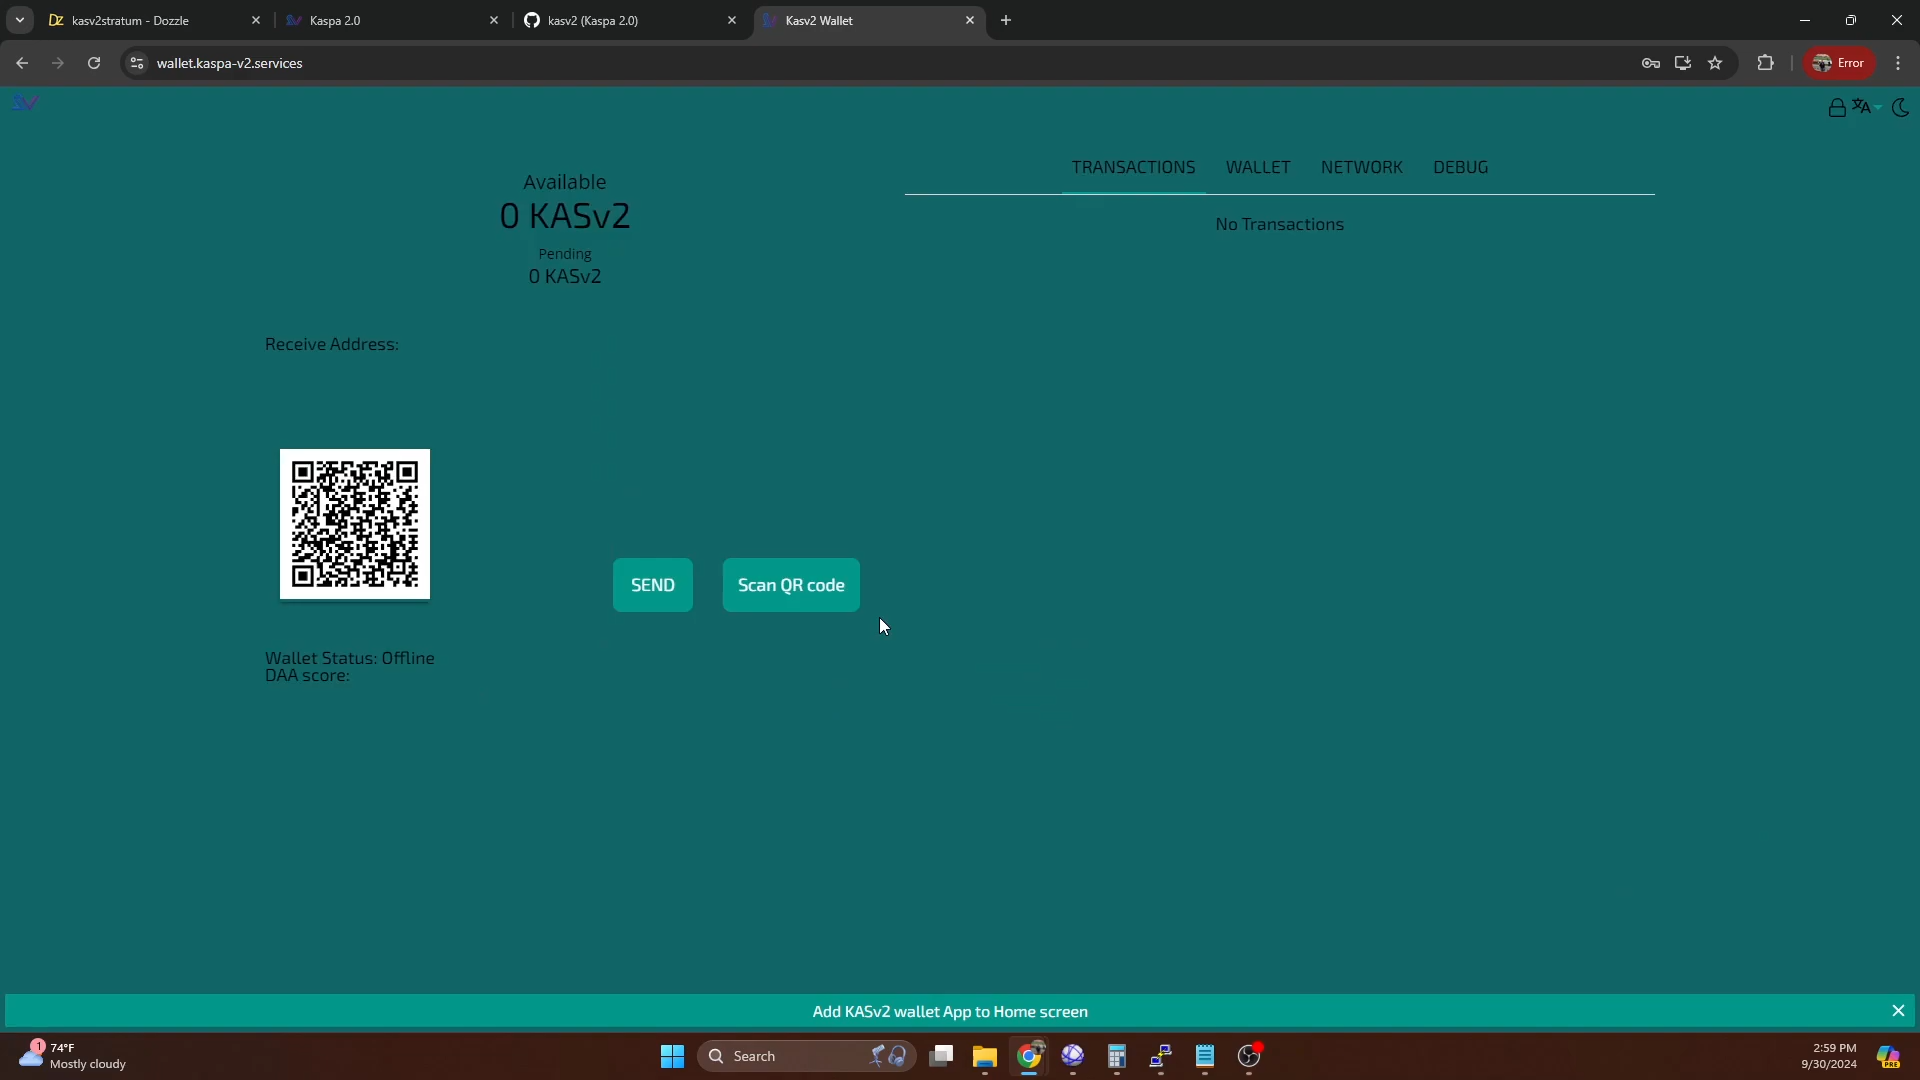 kasv2stratum - Dozzle
Kaspa 2.0
kasv2 (Kaspa 2.0)
Kasv2 Wallet
wallet.kaspa-v2.services
Error
Available
0 KASv2
Pending
0 KASv2
Receive Address:
SEND
Scan QR code
Wallet Status: Offline
DAA score:
TRANSACTIONS WALLET NETWORK DEBUG
No Transactions
Add KASv2 wallet App to Home screen
1
74°F
Mostly cloudy
Search
2:59 PM
9/30/2024
PRE